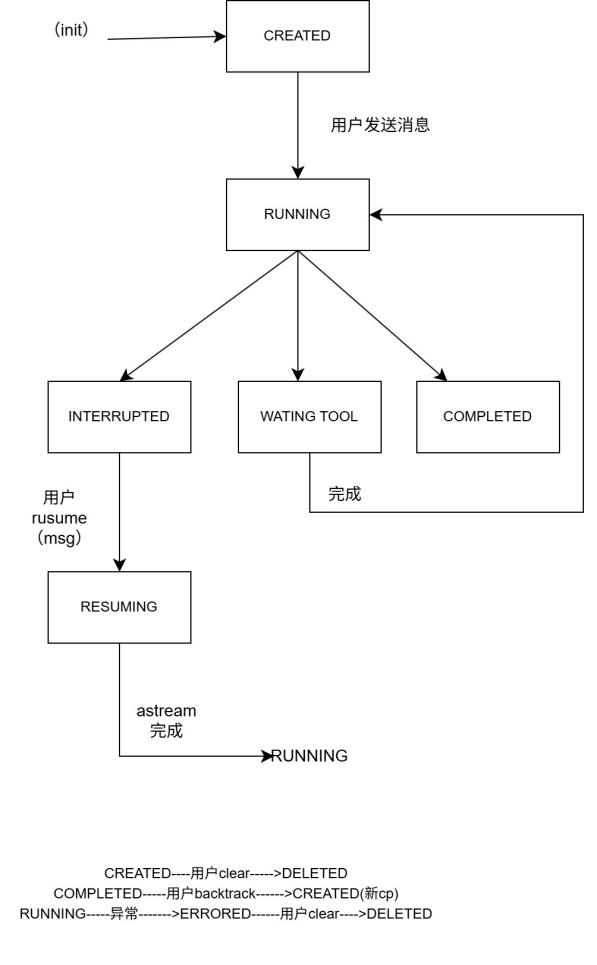 （init）
CREATED
用户发送消息
RUNNING
INTERRUPTED
WATING TOOL
COMPLETED
完成
用户
rusume
（msg）
RESUMING
astream
完成
RUNNING
CREATED----用户clear----->DELETED
COMPLETED-----用户backtrack------>CREATED(新cp)
RUNNING-----异常------->ERRORED------用户clear---->DELETED